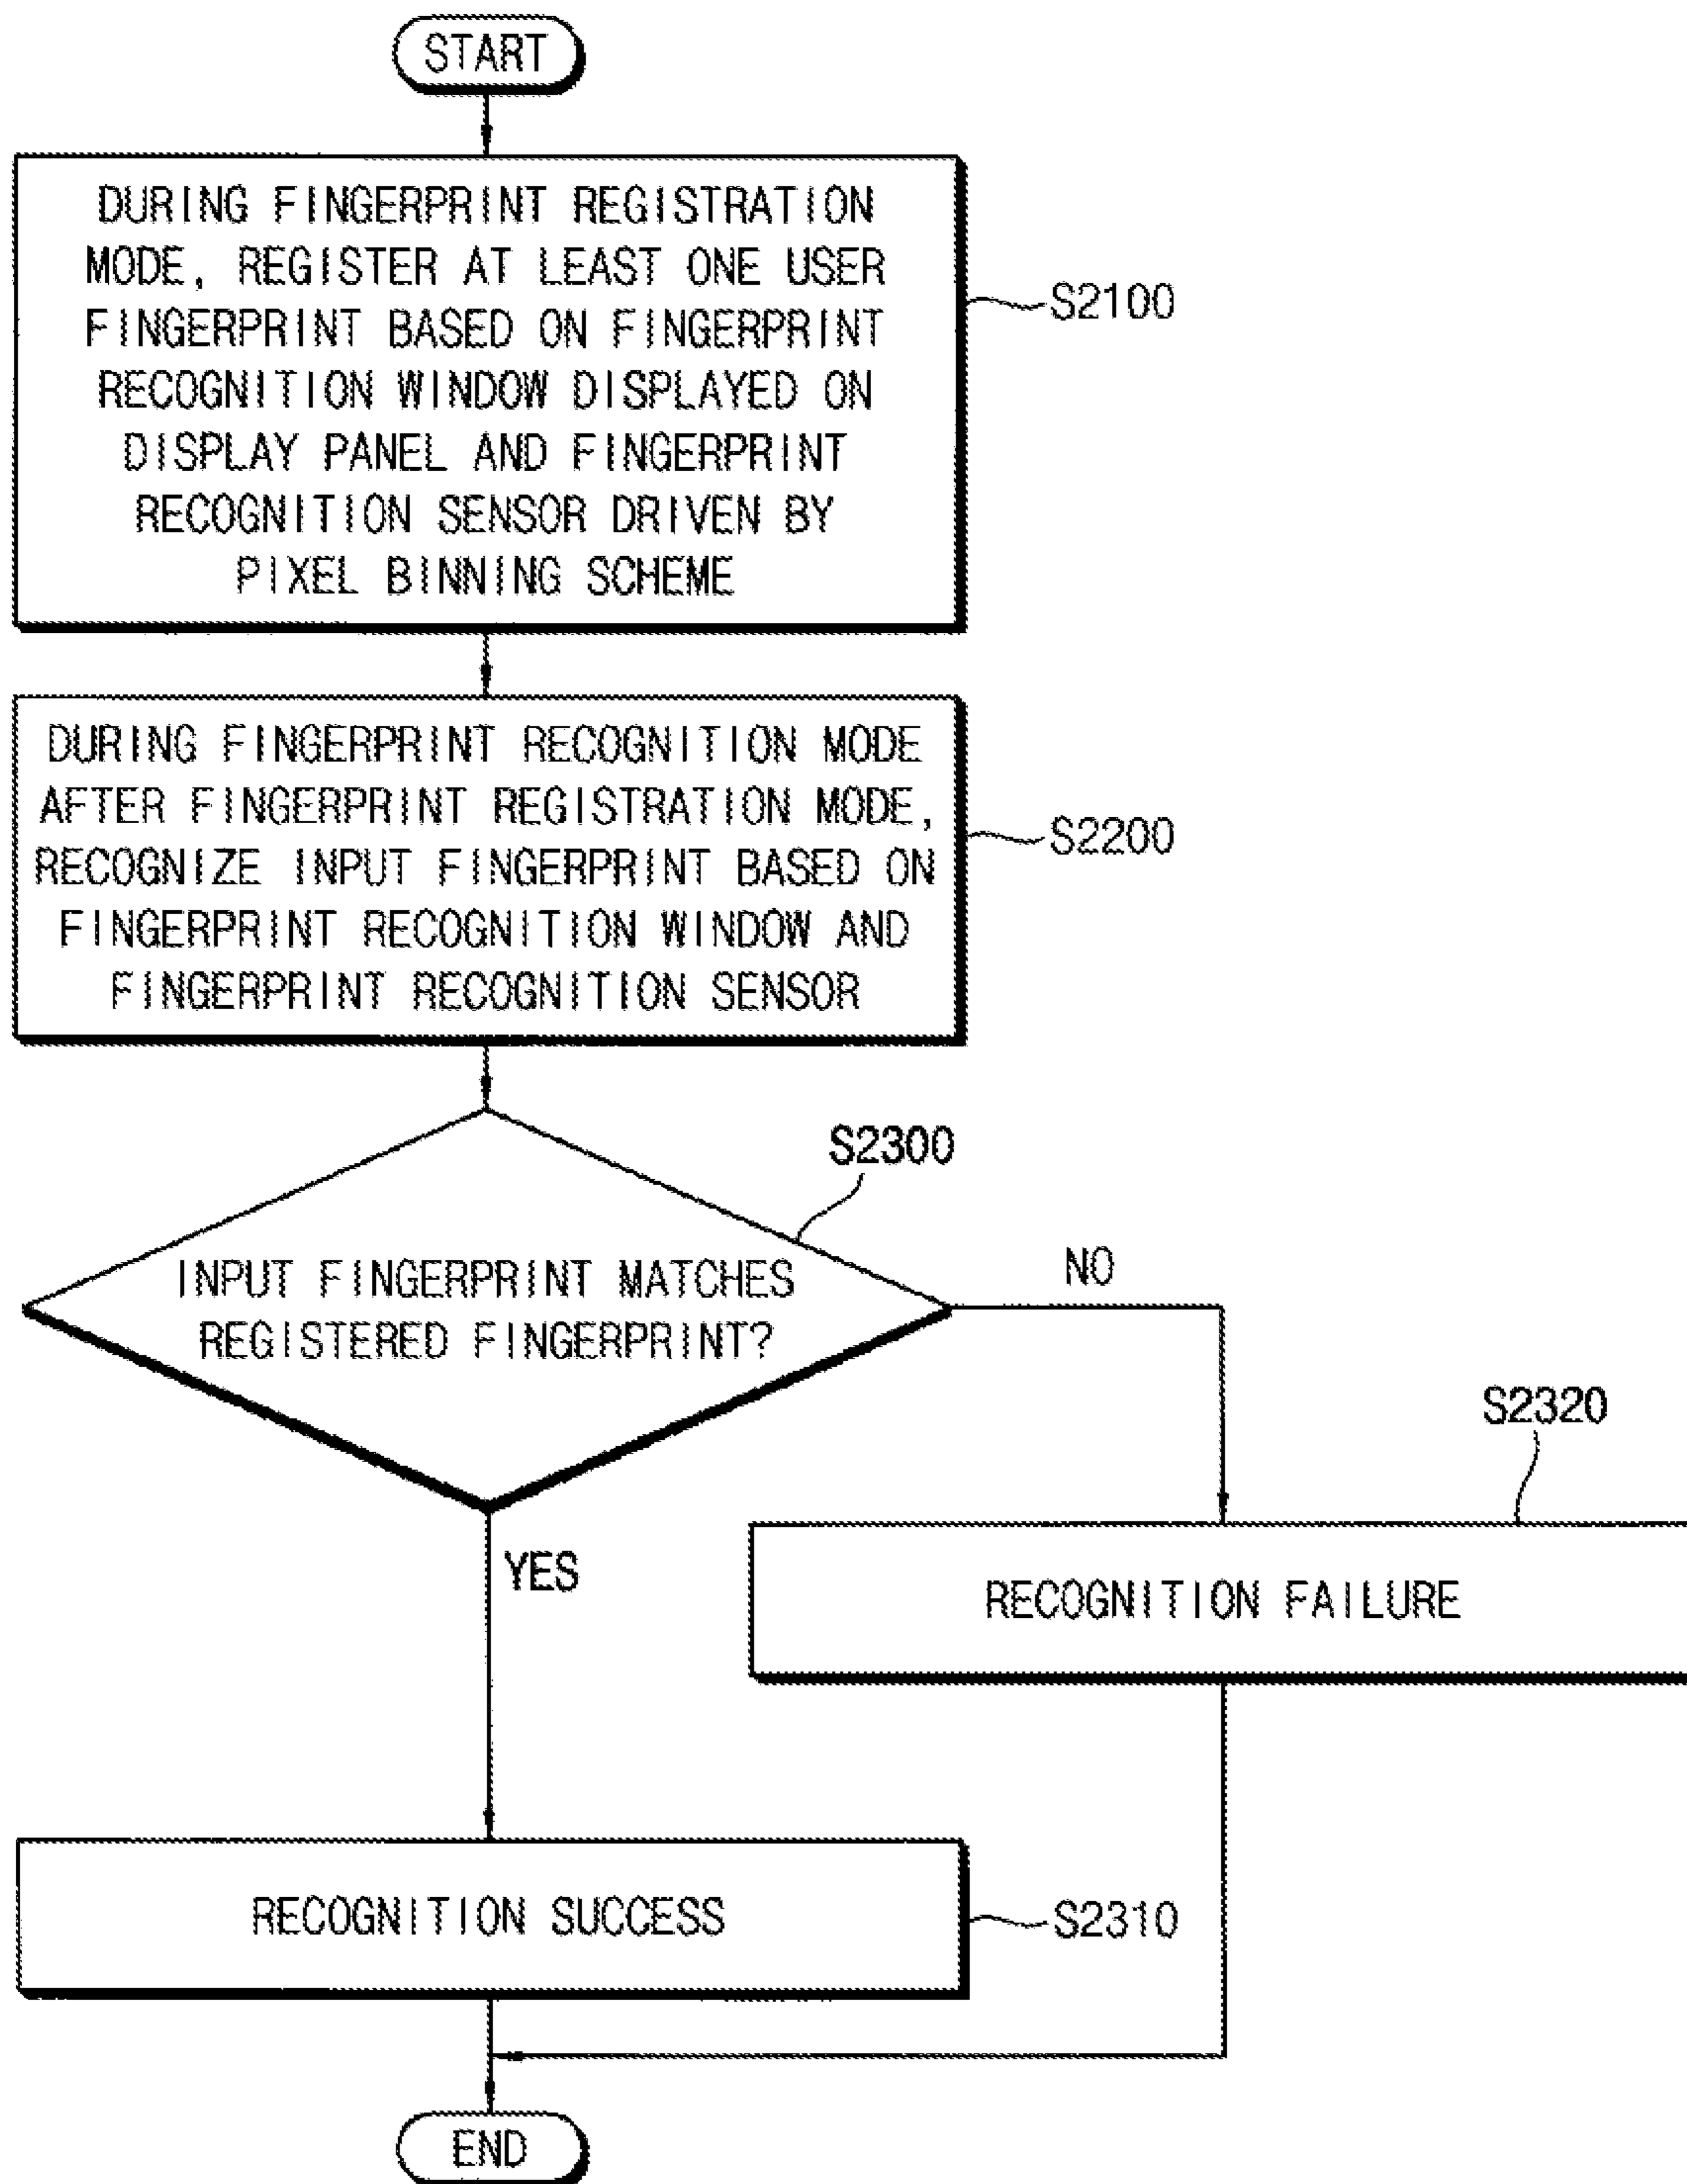 START
DURING FINGERPRINT REGISTRATION
MODE, REGISTER AT LEAST ONE USER
FINGERPRINT BASED ON FINGERPRINT
RECOGNITION WINDOW DISPLAYED ON
DISPLAY PANEL AND FINGERPRINT
RECOGNITION SENSOR DRIVEN BY
PIXEL BINNING SCHEME
S2100
DURING FINGERPRINT RECOGNITION MODE
AFTER FINGERPRINT REGISTRATION MODE,
RECOGNIZE INPUT FINGERPRINT BASED ON
FINGERPRINT RECOGNITION WINDOW AND
FINGERPRINT RECOGNITION SENSOR
S2200
S2300
INPUT FINGERPRINT MATCHES
REGISTERED FINGERPRINT?
NO
S2320
YES
RECOGNITION FAILURE
RECOGNITION SUCCESS
S2310
END